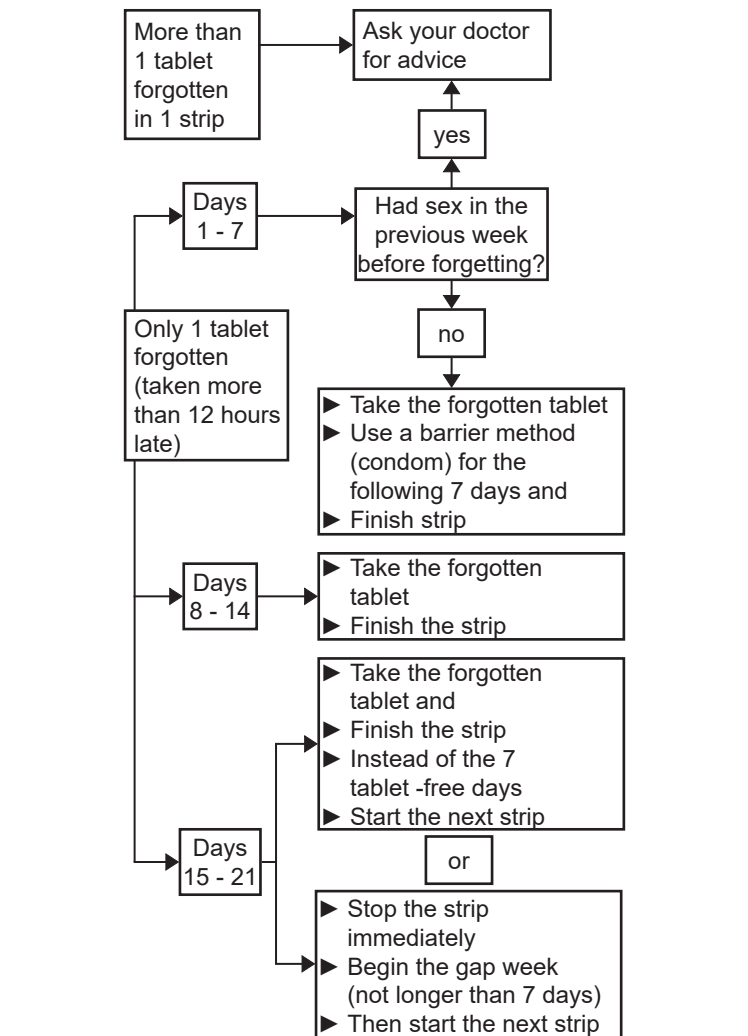 More than
1 tablet
forgotten
in 1 strip
Ask your doctor
for advice
yes
Days
1 - 7
Had sex in the
previous week
before forgetting?
Only 1 tablet
forgotten
(taken more
than 12 hours
late)
no
► Take the forgotten tablet
► Use a barrier method
(condom) for the
following 7 days and
► Finish strip
Days
8 - 14
► Take the forgotten
tablet
► Finish the strip
► Take the forgotten
tablet and
► Finish the strip
► Instead of the 7
tablet -free days
► Start the next strip
Days
15 - 21
or
► Stop the strip
immediately
► Begin the gap week
(not longer than 7 days)
► Then start the next strip